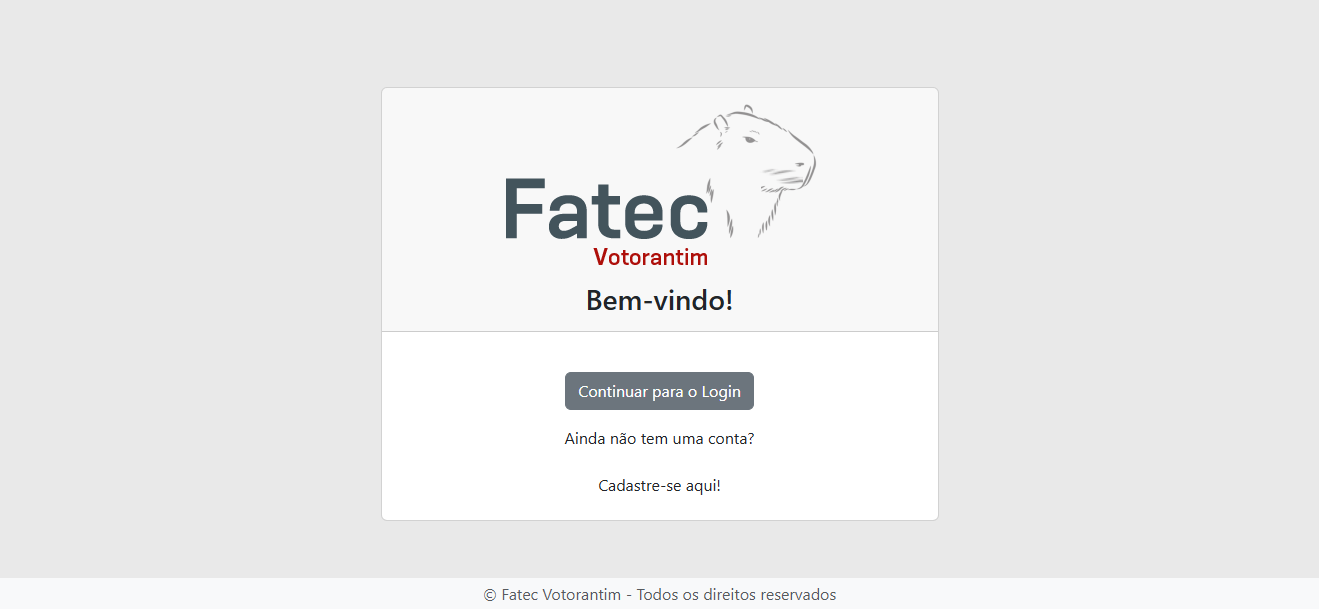 Fatec
Votorantim
Bem-vindo!
Continuar para o Login
Ainda não tem uma conta?
Cadastre-se aqui!
© Fatec Votorantim - Todos os direitos reservados